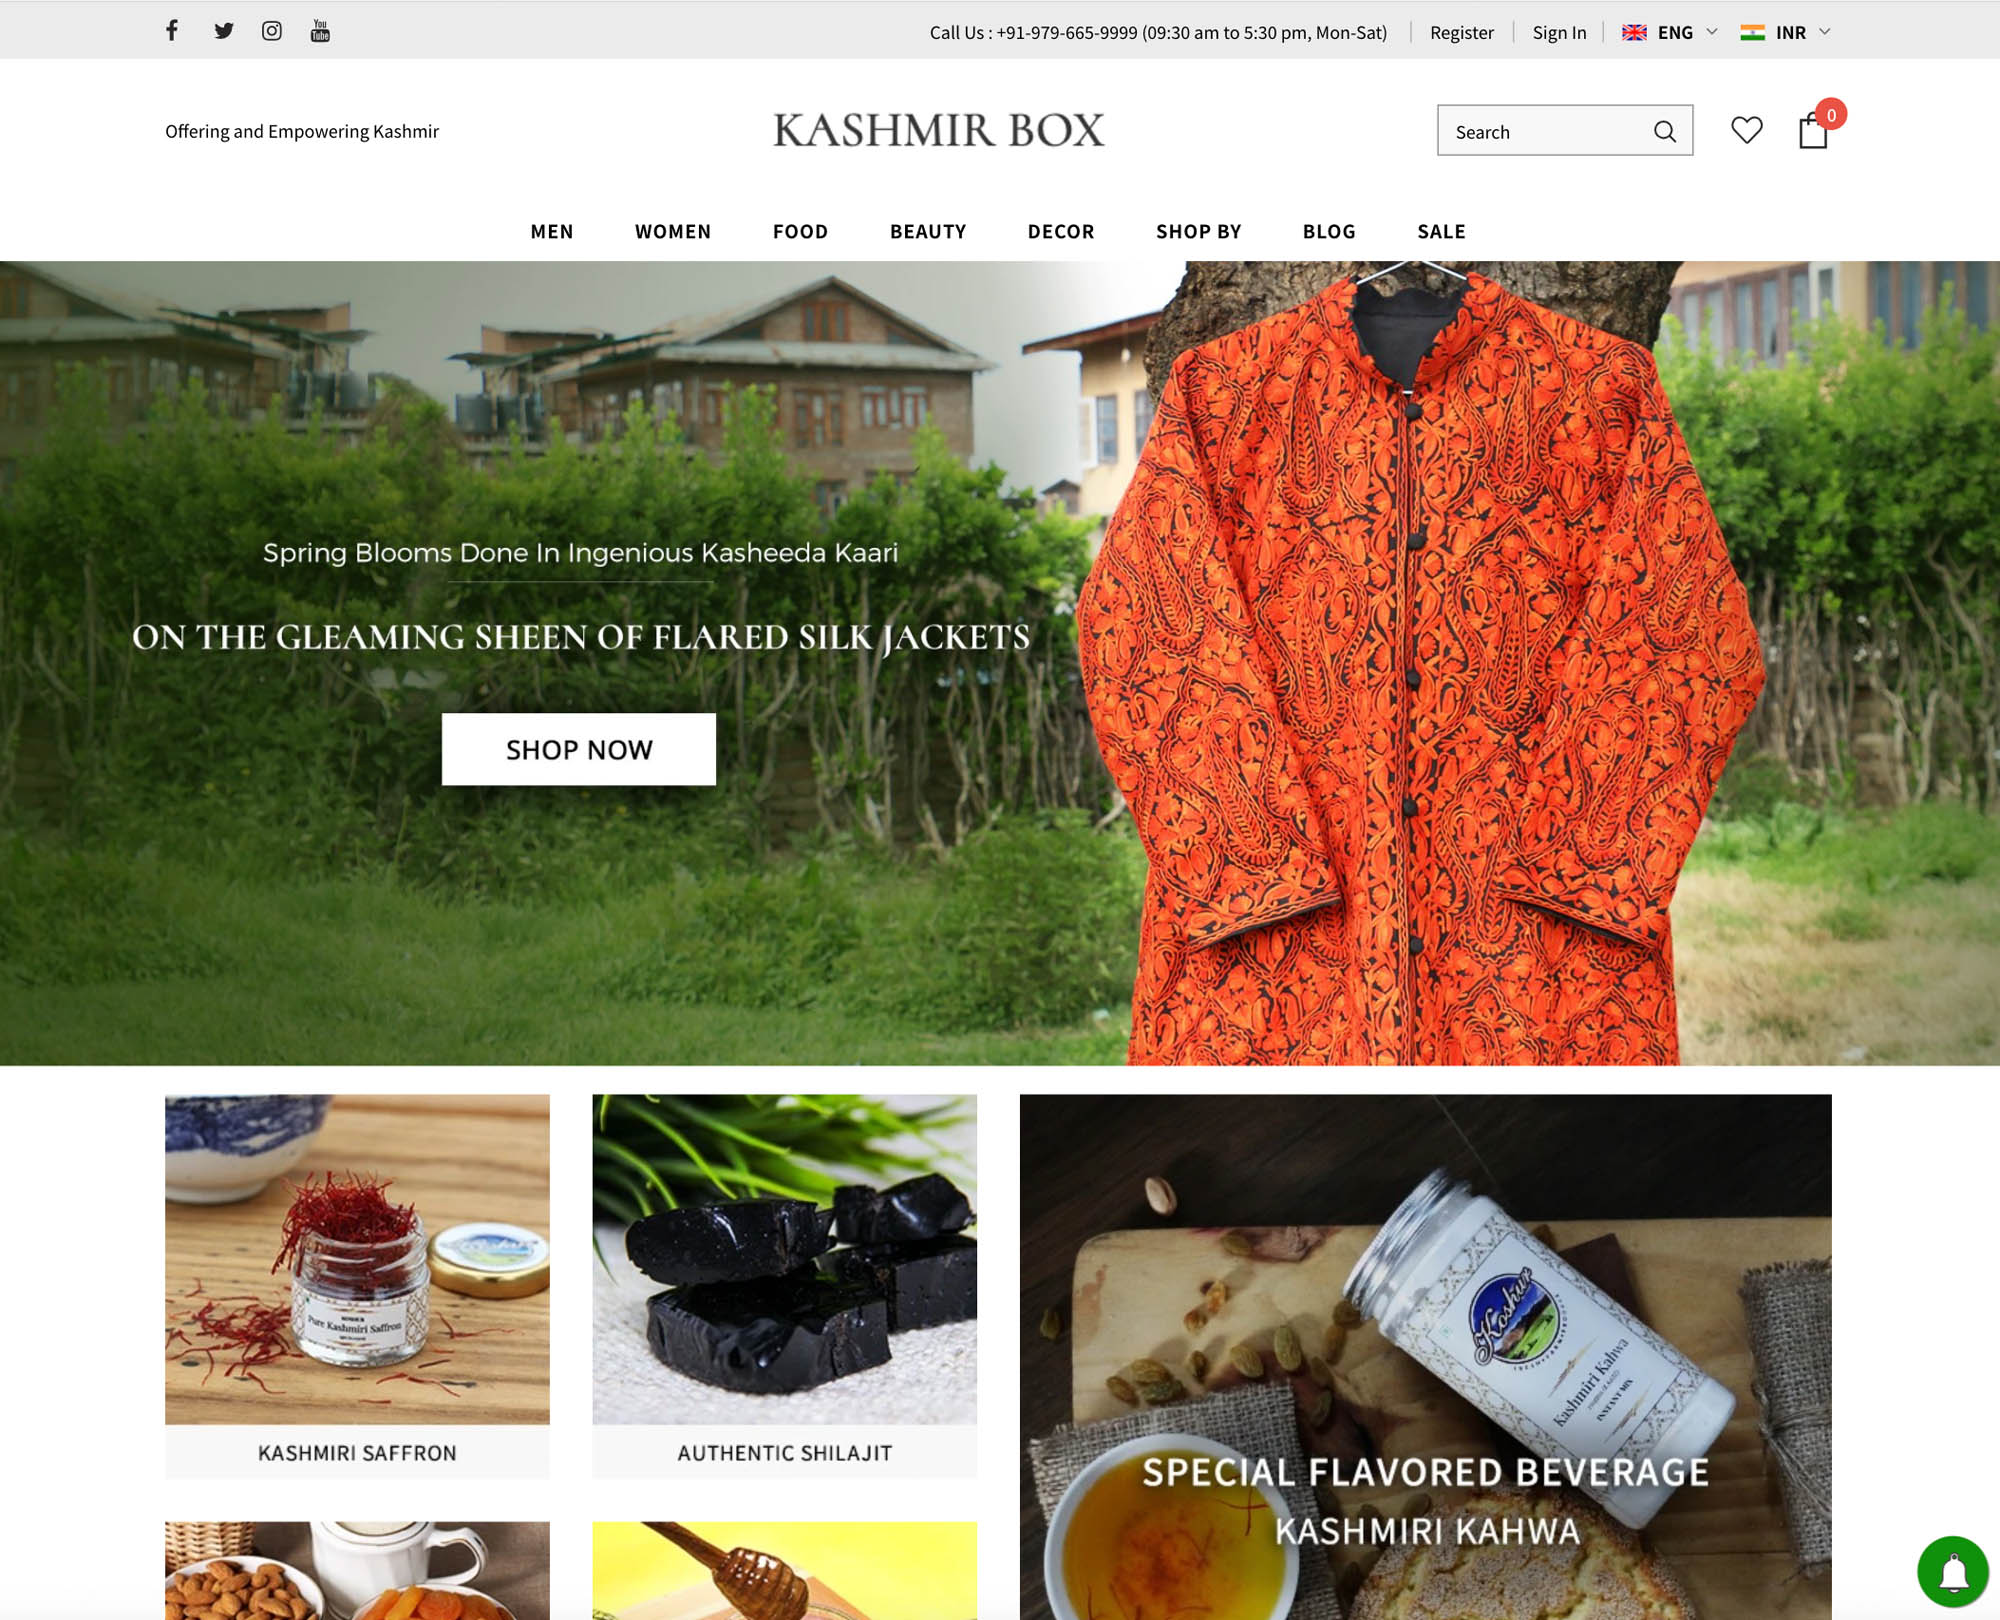 You
Tube
Call Us : +91-979-665-9999 (09:30 am to 5:30 pm, Mon-Sat)
Register
Sign In
ENG
INR
Offering and Empowering Kashmir
KASHMIR BOX
Search
0
MEN
WOMEN
FOOD
BEAUTY
DECOR
SHOP BY
BLOG
SALE
Spring Blooms Done In Ingenious Kasheeda Kaari
ON THE GLEAMING SHEEN OF FLARED SILK JACKETS
SHOP NOW
Pure Kashmiri Saffron
KASHMIRI SAFFRON
AUTHENTIC SHILAJIT
Koshur
Kashmiri Kahwa
INSTANT MIX
SPECIAL FLAVORED BEVERAGE
KASHMIRI KAHWA